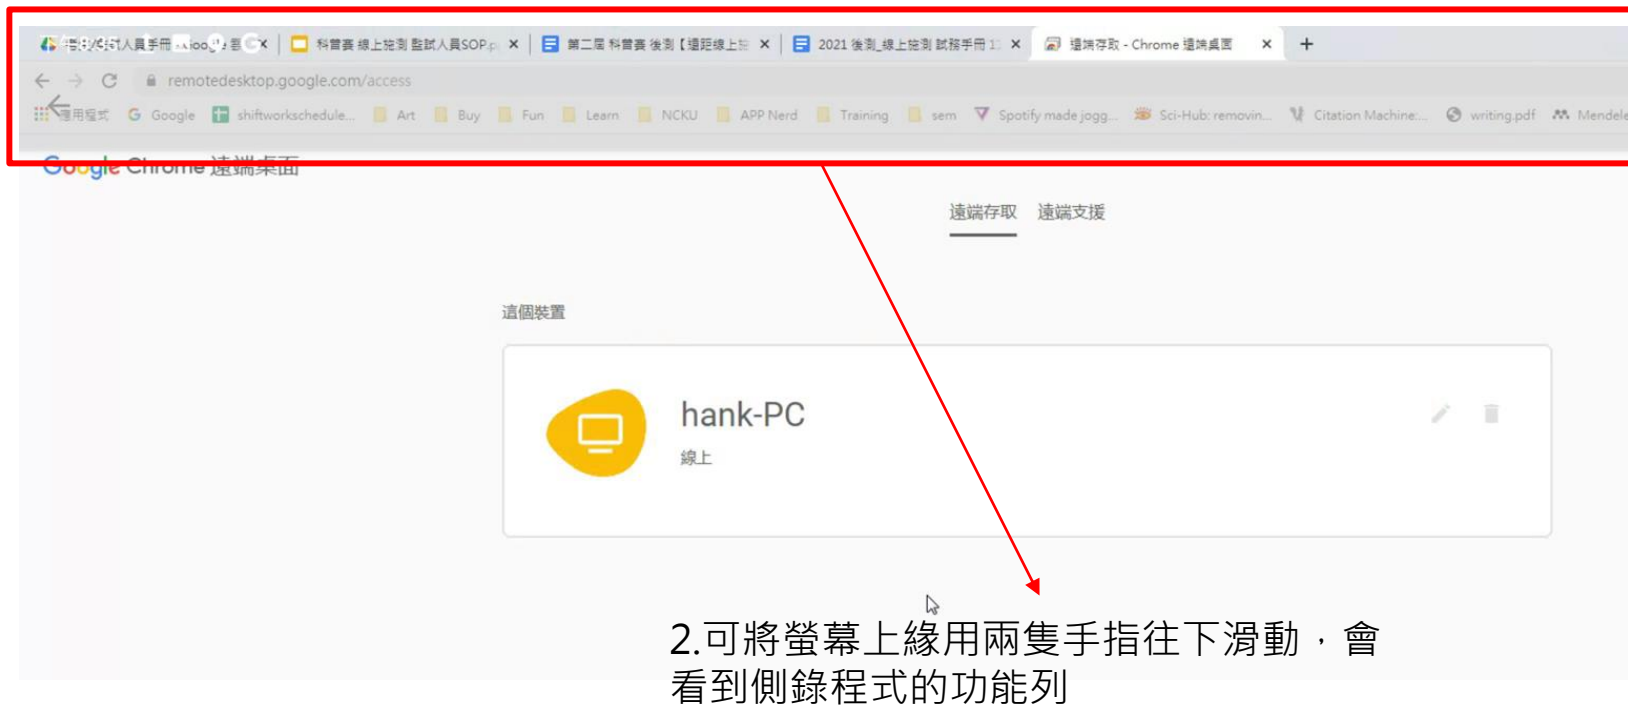 科普賽 線上施測 監試人員SOP.p
第二屆 科普賽 後測【遠距線上施
2021 後測_線上施測 試務手冊 1
遠端存取 - Chrome 遠端桌面
remotedesktop.google.com/access
應用程式 Google shiftworkschedule... Art Buy Fun Learn NCKU APP Nerd Training sem Spotify made jogg... Sci-Hub: removin... Citation Machine:... writing.pdf Mendele
Google Chrome 遠端桌面
遠端存取 遠端支援
這個裝置
hank-PC
線上
2.可將螢幕上緣用兩隻手指往下滑動，會
看到側錄程式的功能列